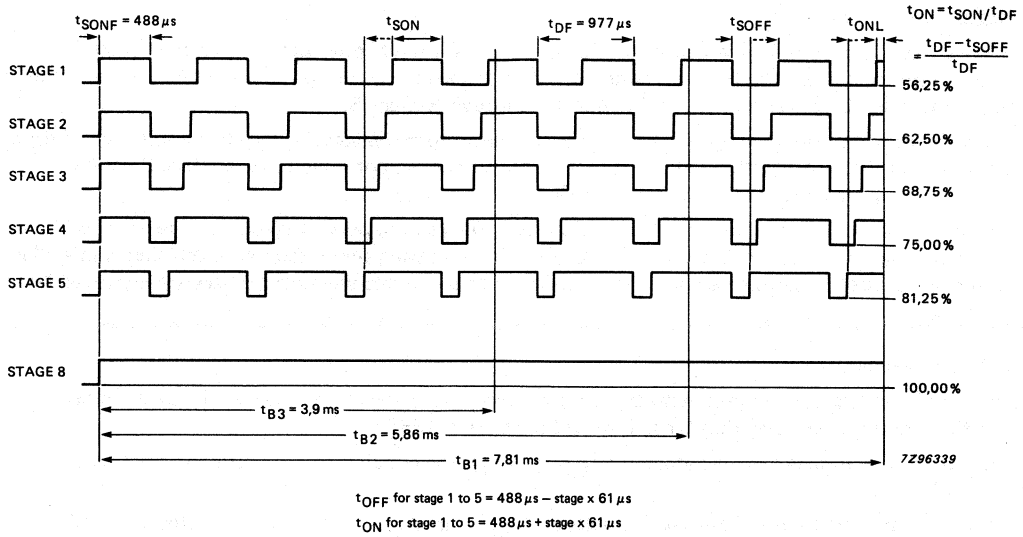 tSONF = 488 µs
tSON
tDF = 977 µs
tSOFF
tONL
tON = tSON/tDF
= tDF − tSOFF
tDF
STAGE 1
56,25%
STAGE 2
62,50%
STAGE 3
68,75%
STAGE 4
75,00%
STAGE 5
81,25%
STAGE 8
100,00%
tB3 = 3,9 ms
tB2 = 5,86 ms
tB1 = 7,81 ms
7Z96339
tOFF for stage 1 to 5 = 488 µs − stage x 61 µs
tON for stage 1 to 5 = 488 µs + stage x 61 µs